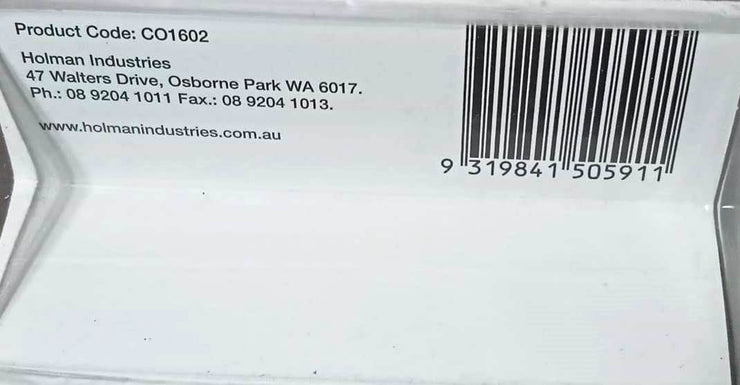 Product Code: CO1602
Holman Industries
47 Walters Drive, Osborne Park WA 6017.
Ph.: 08 9204 1011 Fax.: 08 9204 1013.
www.holmanindustries.com.au
9 319841 505911